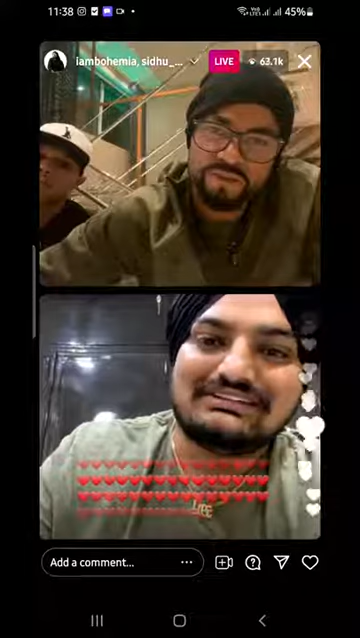 11:38
45%
iambohemia, sidhu_...
LIVE
63.1k
Add a comment...